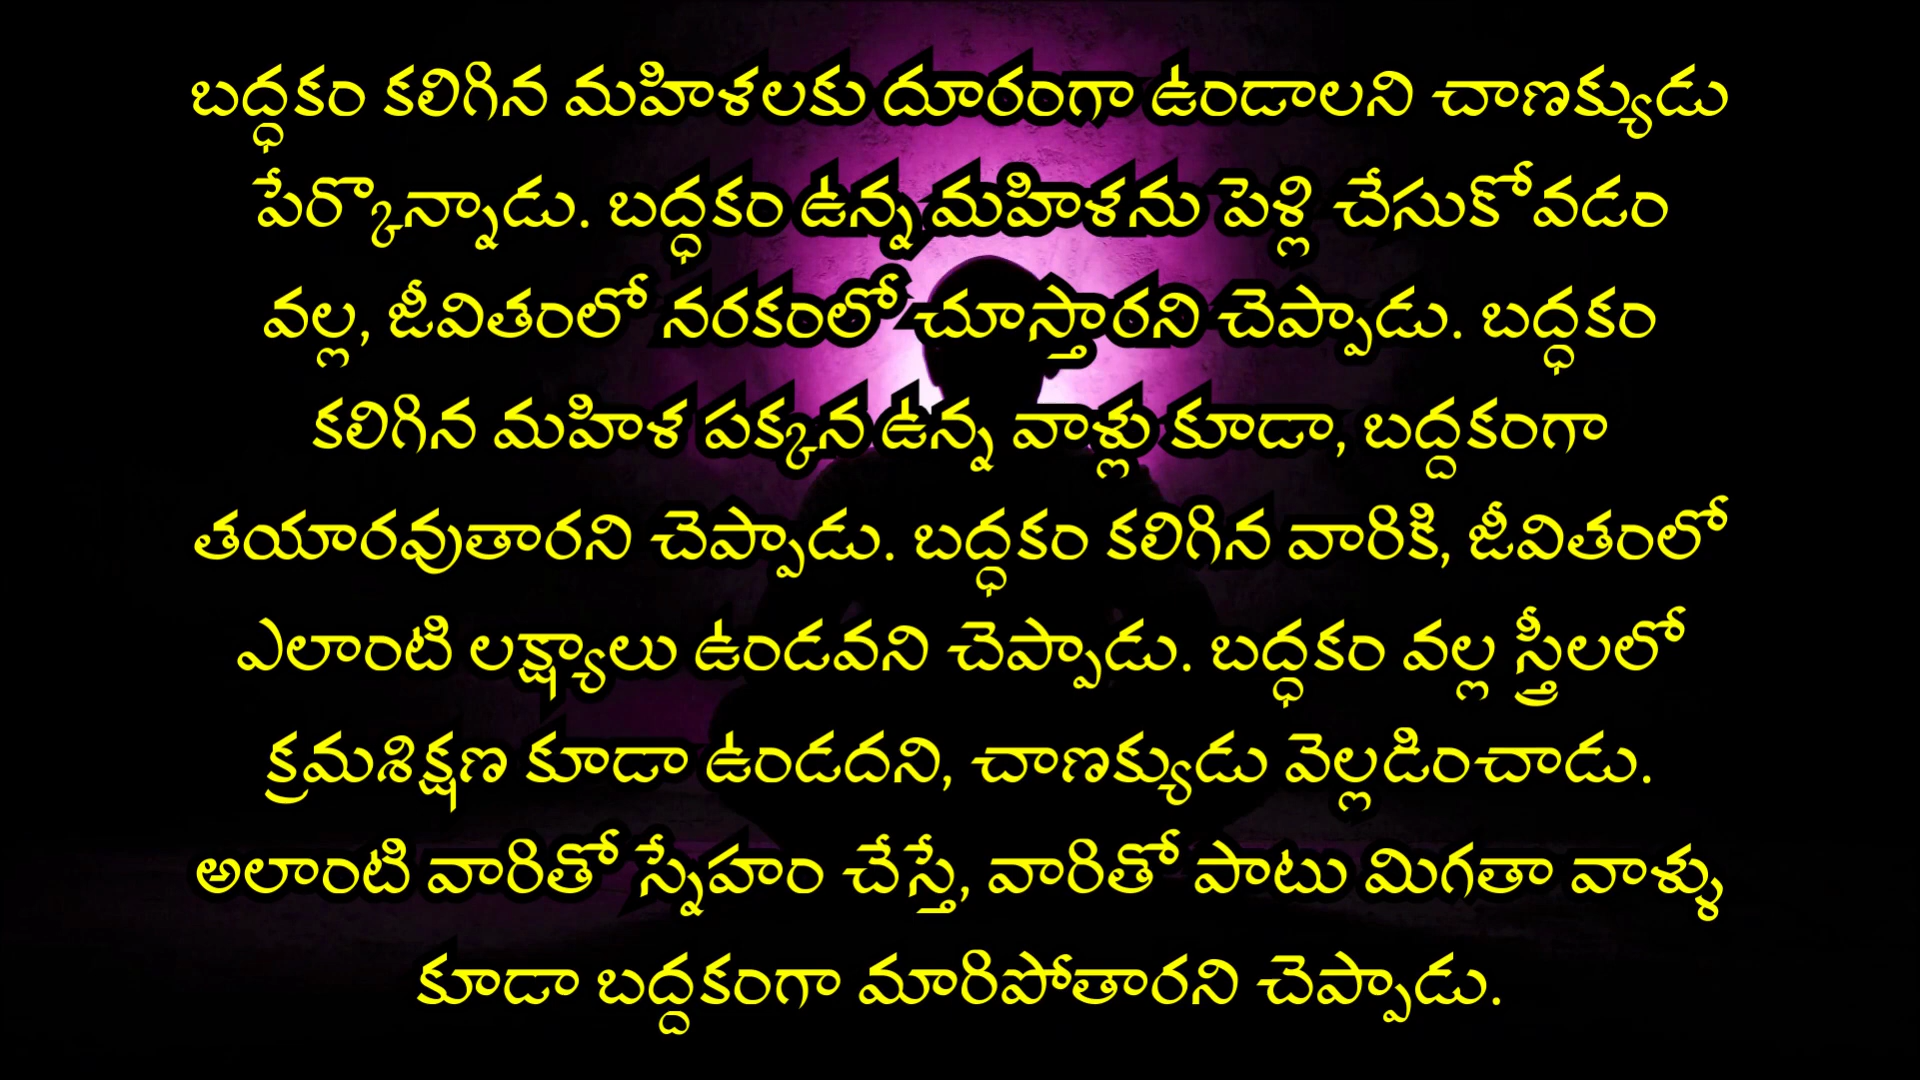 బద్ధకం కలిగిన మహిళలకు దూరంగా ఉండాలని చాణక్యుడు
పేర్కొన్నాడు. బద్ధకం ఉన్న మహిళను పెళ్లి చేసుకోవడం
వల్ల, జీవితంలో నరకంలో చూస్తారని చెప్పాడు. బద్ధకం
కలిగిన మహిళ పక్కన ఉన్న వాళ్లు కూడా, బద్దకంగా
తయారవుతారని చెప్పాడు. బద్ధకం కలిగిన వారికి, జీవితంలో
ఎలాంటి లక్ష్యాలు ఉండవని చెప్పాడు. బద్ధకం వల్ల స్త్రీలలో
క్రమశిక్షణ కూడా ఉండదని, చాణక్యుడు వెల్లడించాడు.
అలాంటి వారితో స్నేహం చేస్తే, వారితో పాటు మిగతా వాళ్ళు
కూడా బద్దకంగా మారిపోతారని చెప్పాడు.